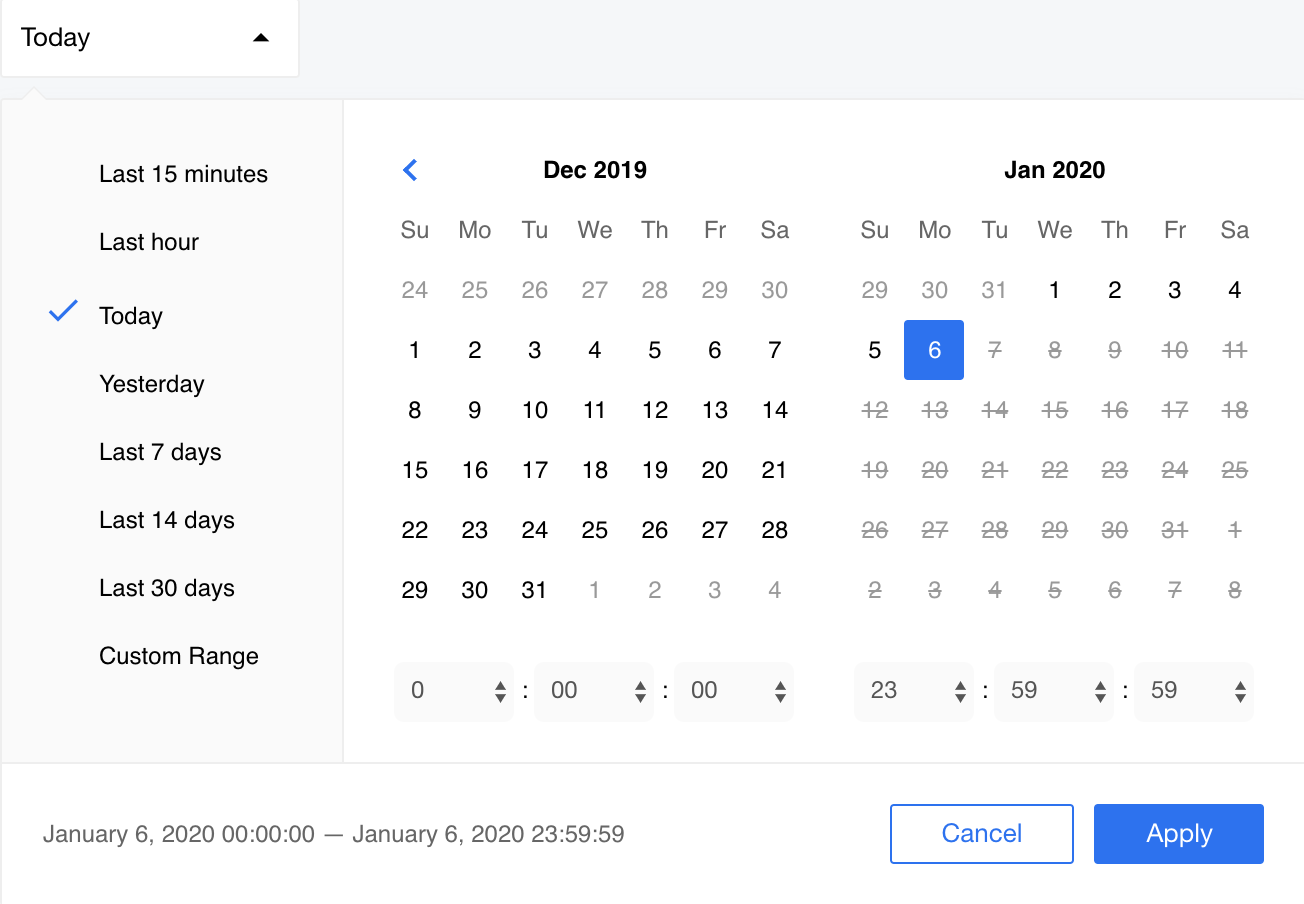 Today
Last 15 minutes
Last hour
Today
Yesterday
Last 7 days
Last 14 days
Last 30 days
Custom Range
Dec 2019
Su Mo Tu We Th Fr Sa
24 25 26 27 28 29 30
1 2 3 4 5 6 7
8 9 10 11 12 13 14
15 16 17 18 19 20 21
22 23 24 25 26 27 28
29 30 31 1 2 3 4
0 : 00 : 00
Jan 2020
Su Mo Tu We Th Fr Sa
29 30 31 1 2 3 4
5 6 7 8 9 10 11
12 13 14 15 16 17 18
19 20 21 22 23 24 25
26 27 28 29 30 31 1
2 3 4 5 6 7 8
23 : 59 : 59
January 6, 2020 00:00:00 — January 6, 2020 23:59:59
Cancel
Apply